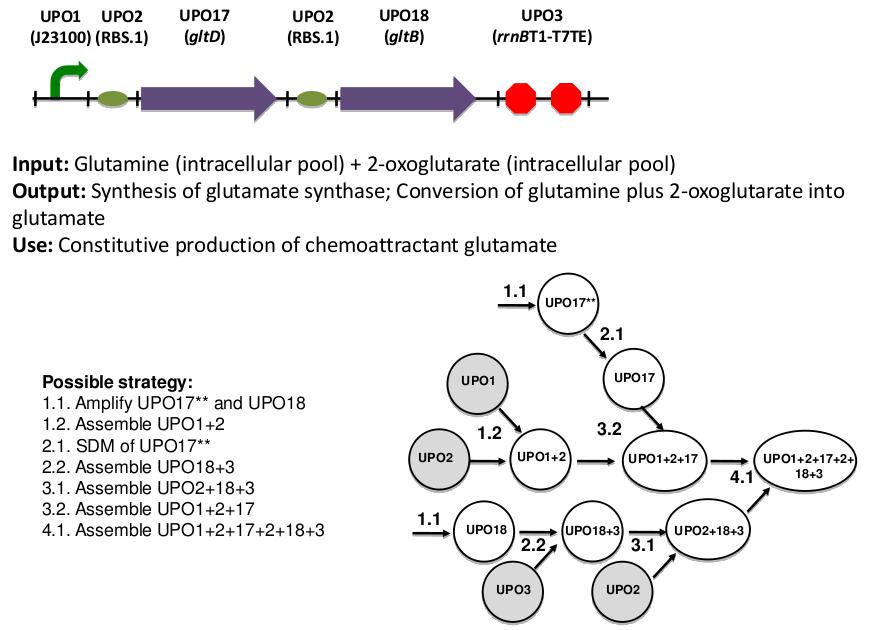 UPO1 UPO2 UPO17 UPO2 UPO18 UPO3
(J23100) (RBS.1) (gltD) (RBS.1) (gltB) (rrnBT1-T7TE)
Input: Glutamine (intracellular pool) + 2-oxoglutarate (intracellular pool)
Output: Synthesis of glutamate synthase; Conversion of glutamine plus 2-oxoglutarate into
glutamate
Use: Constitutive production of chemoattractant glutamate
Possible strategy:
1.1. Amplify UPO17** and UPO18
1.2. Assemble UPO1+2
2.1. SDM of UPO17**
2.2. Assemble UPO18+3
3.1. Assemble UPO2+18+3
3.2. Assemble UPO1+2+17
4.1. Assemble UPO1+2+17+2+18+3
1.1
UPO17**
2.1
UPO17
UPO1
1.2
3.2
UPO2
UPO1+2
UPO1+2+17
4.1
UPO1+2+17+2+
18+3
1.1
UPO18
2.2
UPO18+3
3.1
UPO2+18+3
UPO3
UPO2